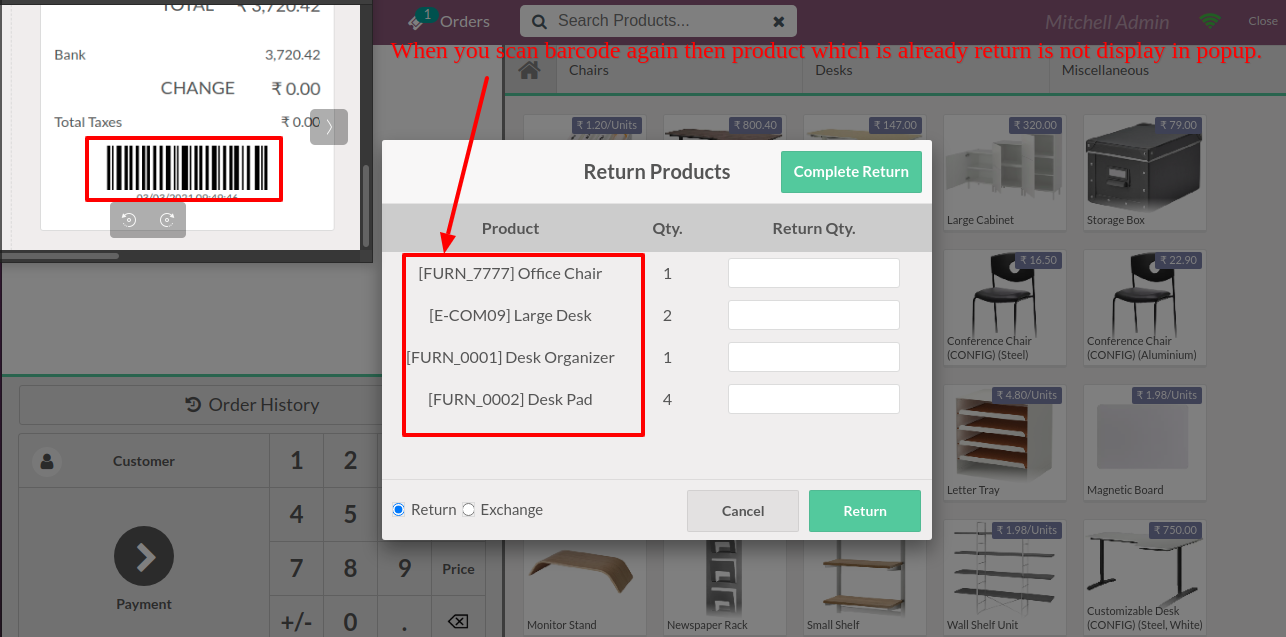 TOTAL ₹ 3,720.42
Bank 3,720.42
CHANGE ₹ 0.00
Total Taxes ₹ 0.00
03/03/2021 09:49:46
1 Orders
Search Products...
Mitchell Admin
Close
When you scan barcode again then product which is already return is not display in popup.
Chairs Desks Miscellaneous
₹ 1.20/Units ₹ 800.40 ₹ 147.00 ₹ 320.00 ₹ 79.00
Large Cabinet Storage Box
Return Products
Complete Return
Product Qty. Return Qty.
[FURN_7777] Office Chair 1
[E-COM09] Large Desk 2
[FURN_0001] Desk Organizer 1
[FURN_0002] Desk Pad 4
Return Exchange
Cancel Return
₹ 16.50 ₹ 22.90
Conference Chair
(CONFIG) (Steel)
Conference Chair
(CONFIG) (Aluminium)
₹ 4.80/Units ₹ 1.98/Units
Letter Tray Magnetic Board
₹ 1.98/Units ₹ 750.00
Monitor Stand Newspaper Rack Small Shelf Wall Shelf Unit
Customizable Desk
(CONFIG) (Steel, White)
Order History
Customer 1 2
4 5
7 8 9 Price
Payment
+/- 0 .